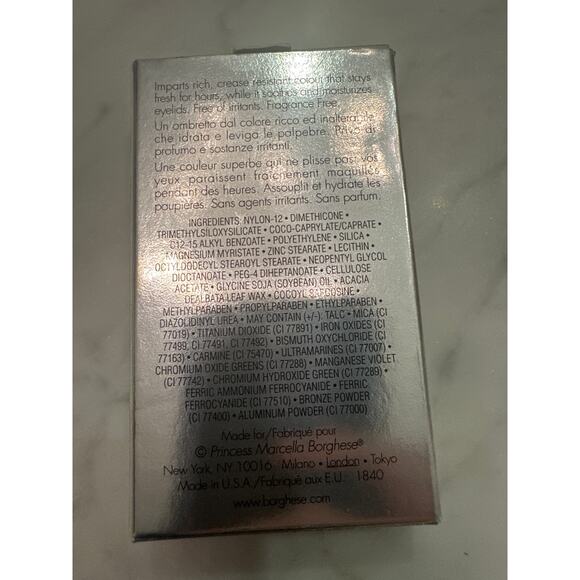 Imparts rich, crease resistant colour that stays
fresh for hours, while it soothes and moisturizes
eyelids. Free of irritants. Fragrance Free.
Un ombretto dal colore ricco ed inalterabile
che idrata e leviga le palpebre. Privo di
profumo e sostanze irritanti.
Une couleur superbe qui ne plisse pas: vos
yeux paraissent fraîchement maquillés
pendant des heures. Assouplit et hydrate les
paupières. Sans agents irritants. Sans parfum.
INGREDIENTS: NYLON-12 • DIMETHICONE •
TRIMETHYLSILOXYSILICATE • COCO-CAPRYLATE/CAPRATE •
C12-15 ALKYL BENZOATE • POLYETHYLENE • SILICA •
MAGNESIUM MYRISTATE • ZINC STEARATE • LECITHIN •
OCTYLDODECYL STEAROYL STEARATE • NEOPENTYL GLYCOL
DIOCTANOATE • PEG-4 DIHEPTANOATE • CELLULOSE
ACETATE • GLYCINE SOJA (SOYBEAN) OIL • ACACIA
DEALBATA LEAF WAX • COCOYL SARCOSINE •
METHYLPARABEN • PROPYLPARABEN • ETHYLPARABEN •
DIAZOLIDINYL UREA • MAY CONTAIN (+/-). TALC • MICA (CI
77019) • TITANIUM DIOXIDE (CI 77891) • IRON OXIDES (CI
77499, CI 77491, CI 77492) • BISMUTH OXYCHLORIDE (CI
77163) • CARMINE (CI 75470) • ULTRAMARINES (CI 77007) •
CHROMIUM OXIDE GREENS (CI 77288) • MANGANESE VIOLET
(CI 77742) • CHROMIUM HYDROXIDE GREEN (CI 77289) •
FERRIC AMMONIUM FERROCYANIDE • FERRIC
FERROCYANIDE (CI 77510) • BRONZE POWDER
(CI 77400) • ALUMINUM POWDER (CI 77000)
Made for/Fabriqué pour
© Princess Marcella Borghese®
New York, NY 10016 • Milano • London • Tokyo
Made in U.S.A./Fabriqué aux E.U. 1840
www.borghese.com